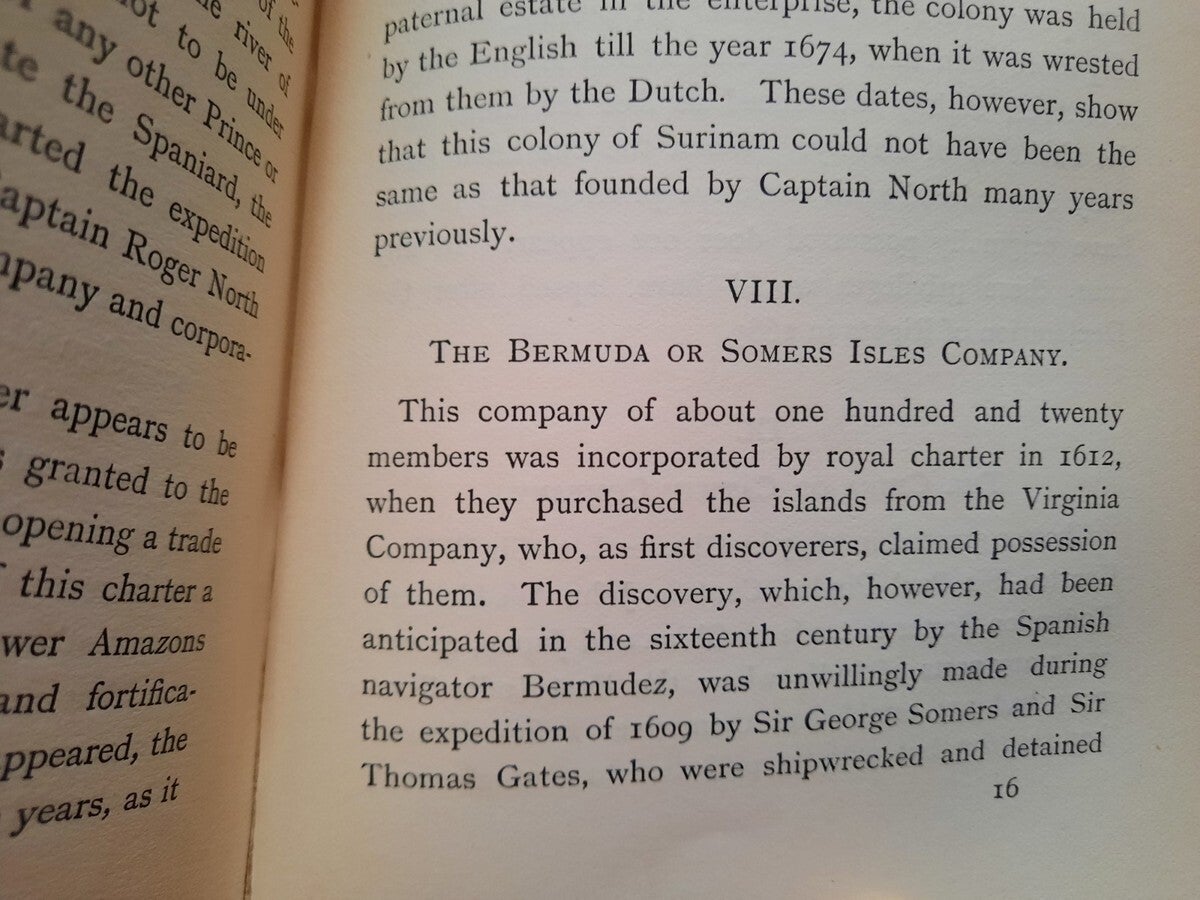 of the
not to be
river of
any other Prince or
under
the Spaniard, the
the expedition
Captain Roger North
and corpora-
appears to be
granted to the
opening a trade
this charter a
Amazons
and fortifica-
appeared, the
years, as it
paternal estate in the enterprise, the colony was held
by the English till the year 1674, when it was wrested
from them by the Dutch. These dates, however, show
that this colony of Surinam could not have been the
same as that founded by Captain North many years
previously.
VIII.
THE BERMUDA OR SOMERS ISLES COMPANY.
This company of about one hundred and twenty
members was incorporated by royal charter in 1612,
when they purchased the islands from the Virginia
Company, who, as first discoverers, claimed possession
of them. The discovery, which, however, had been
anticipated in the sixteenth century by the Spanish
navigator Bermudez, was unwillingly made during
the expedition of 1609 by Sir George Somers and Sir
Thomas Gates, who were shipwrecked and detained
16